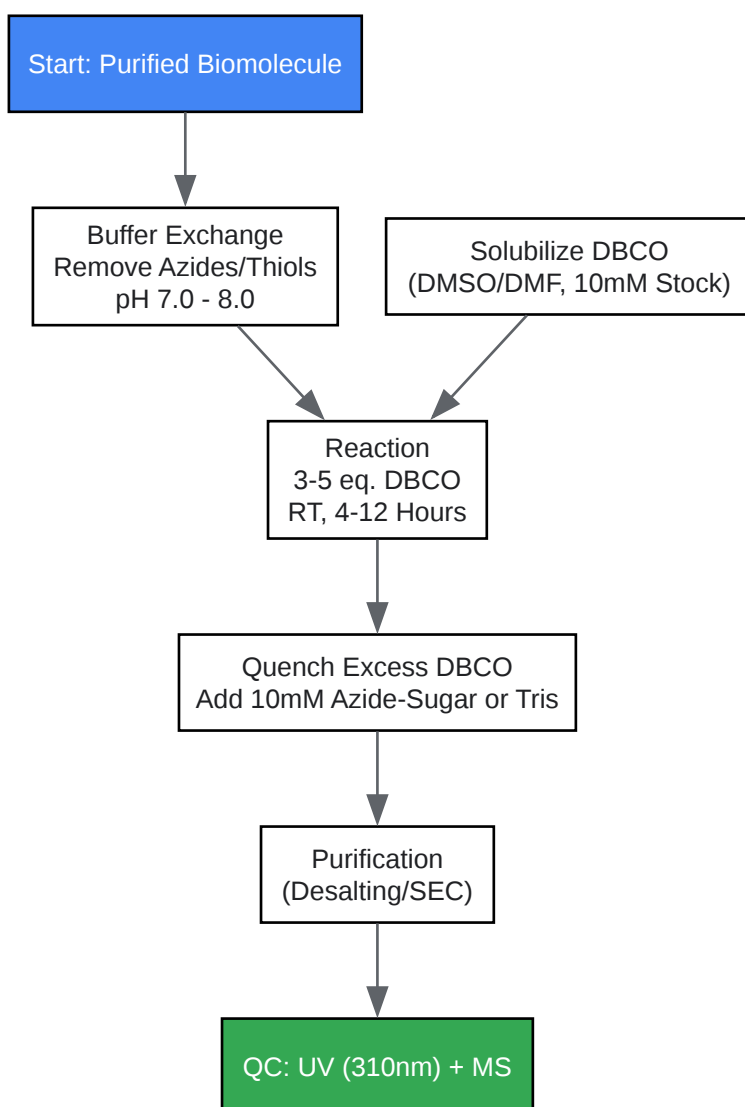 Start: Purified Biomolecule
Buffer Exchange
Remove Azides/Thiols
pH 7.0 - 8.0
Solubilize DBCO
(DMSO/DMF, 10mM Stock)
Reaction
3-5 eq. DBCO
RT, 4-12 Hours
Quench Excess DBCO
Add 10mM Azide-Sugar or Tris
Purification
(Desalting/SEC)
QC: UV (310nm) + MS